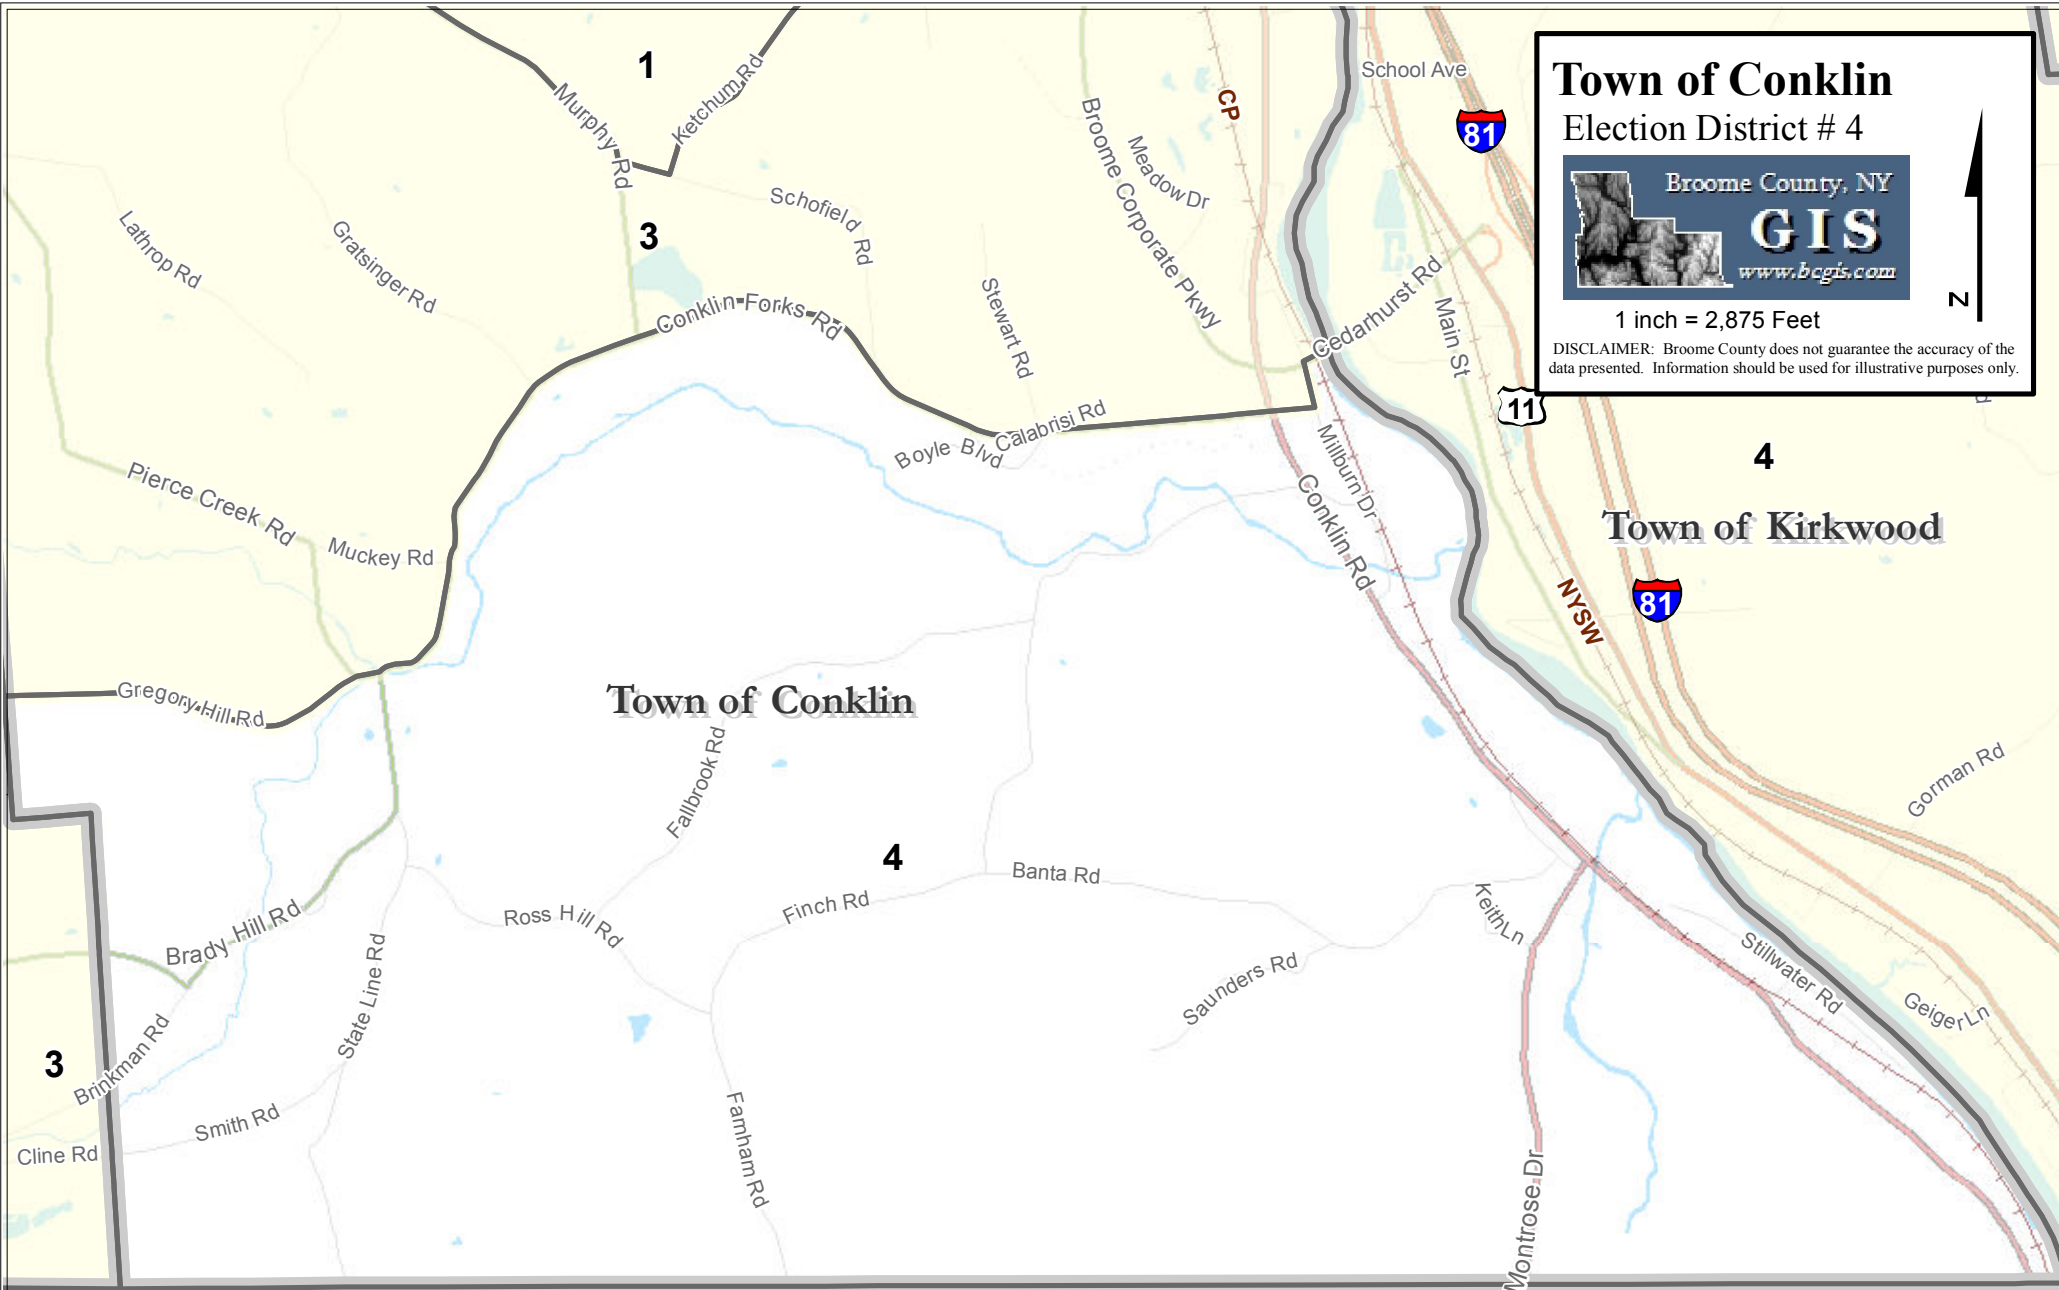 Town of Conklin
Election District # 4
Broome County, NY
GIS
www.bcgis.com
N
1 inch = 2,875 Feet
DISCLAIMER: Broome County does not guarantee the accuracy of the
data presented. Information should be used for illustrative purposes only.
1
Murphy Rd
Ketchum Rd
CP
School Ave
81
Broome Corporate Pkwy
Meadow Dr
Lathrop Rd
Gratsinger Rd
3
Schofield Rd
Stewart Rd
Conklin Forks Rd
Cedarhurst Rd
Main St
11
Boyle Blvd
Calabrisi Rd
Millburn Dr
Conklin Rd
4
Town of Kirkwood
Pierce Creek Rd
Muckey Rd
NYSW
81
Gregory Hill Rd
Town of Conklin
Fallbrook Rd
Gorman Rd
4
Banta Rd
Finch Rd
Ross Hill Rd
Keith Ln
Brady Hill Rd
State Line Rd
Saunders Rd
Stillwater Rd
Geiger Ln
3
Brinkman Rd
Smith Rd
Cline Rd
Farnham Rd
Montrose Dr